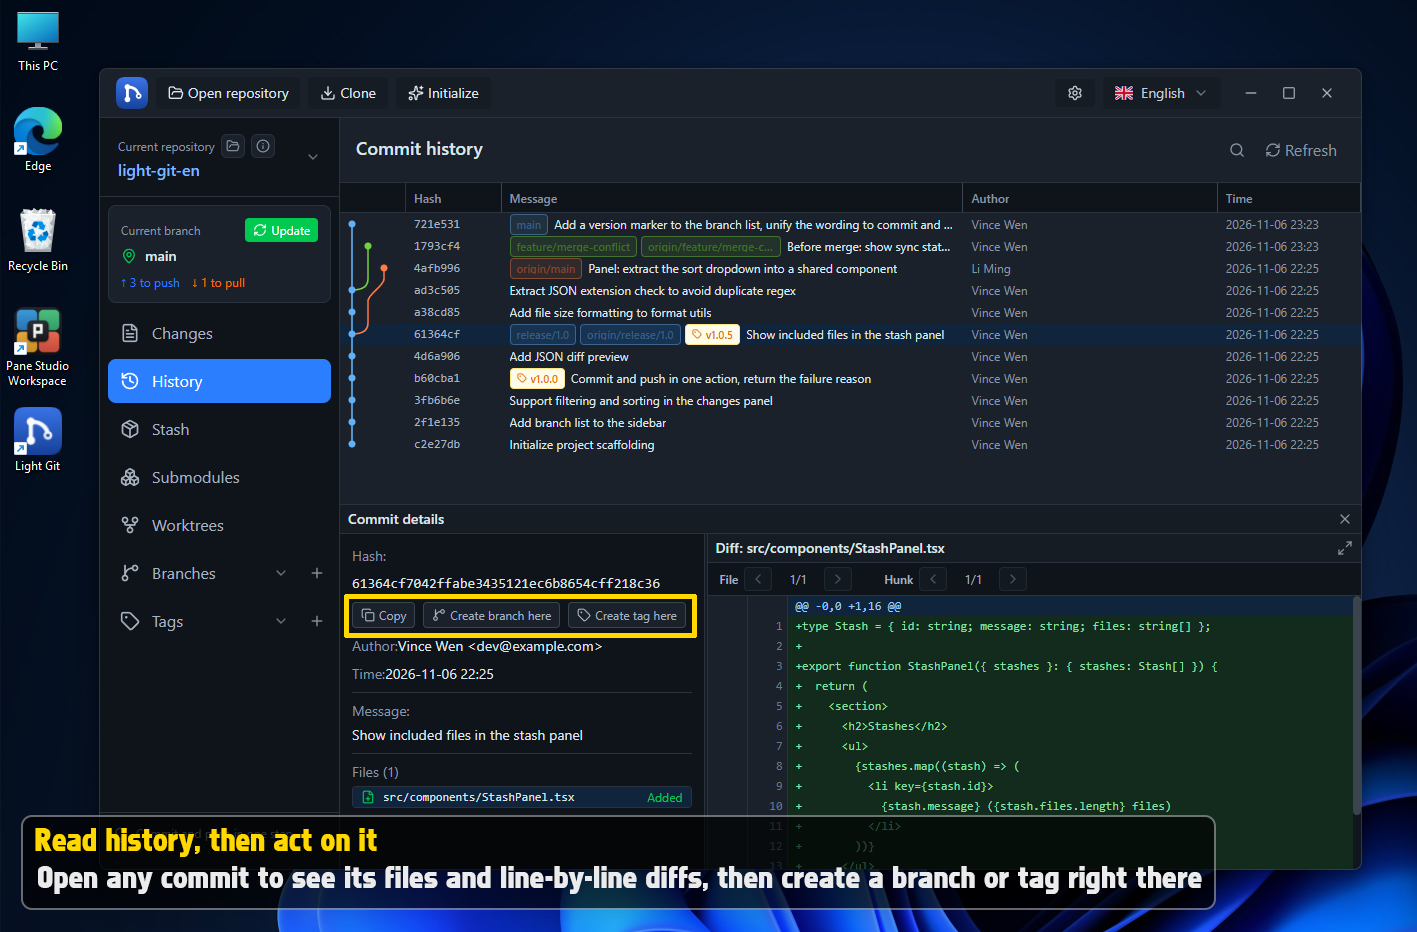 This PC
Edge
Recycle Bin
Pane Studio
Workspace
Light Git
Open repository
Clone
Initialize
English
Current repository
light-git-en
Current branch
Update
main
↑ 3 to push ↓ 1 to pull
Changes
History
Stash
Submodules
Worktrees
Branches
Tags
Commit history
Refresh
Hash Message Author Time
721e531 main Add a version marker to the branch list, unify the wording to commit and ... Vince Wen 2026-11-06 23:23
1793cf4 feature/merge-conflict origin/feature/merge-c... Before merge: show sync stat... Vince Wen 2026-11-06 23:23
4afb996 origin/main Panel: extract the sort dropdown into a shared component Li Ming 2026-11-06 22:25
ad3c505 Extract JSON extension check to avoid duplicate regex Vince Wen 2026-11-06 22:25
a38cd85 Add file size formatting to format utils Vince Wen 2026-11-06 22:25
61364cf release/1.0 origin/release/1.0 v1.0.5 Show included files in the stash panel Vince Wen 2026-11-06 22:25
4d6a906 Add JSON diff preview Vince Wen 2026-11-06 22:25
b60cba1 v1.0.0 Commit and push in one action, return the failure reason Vince Wen 2026-11-06 22:25
3fb6b6e Support filtering and sorting in the changes panel Vince Wen 2026-11-06 22:25
2f1e135 Add branch list to the sidebar Vince Wen 2026-11-06 22:25
c2e27db Initialize project scaffolding Vince Wen 2026-11-06 22:25
Commit details
Hash:
61364cf7042ffabe3435121ec6b8654cff218c36
Copy Create branch here Create tag here
Author:Vince Wen <dev@example.com>
Time:2026-11-06 22:25
Message:
Show included files in the stash panel
Files (1)
src/components/StashPanel.tsx Added
Diff: src/components/StashPanel.tsx
File < 1/1 > Hunk < 1/1 >
@@ -0,0 +1,16 @@
1 +type Stash = { id: string; message: string; files: string[] };
2 +
3 +export function StashPanel({ stashes }: { stashes: Stash[] }) {
4 + return (
5 + <section>
6 + <h2>Stashes</h2>
7 + <ul>
8 + {stashes.map((stash) => (
9 + <li key={stash.id}>
10 + {stash.message} ({stash.files.length} files)
11 + </li>
12 + ))}
13 + </ul>
Read history, then act on it
Open any commit to see its files and line-by-line diffs, then create a branch or tag right there